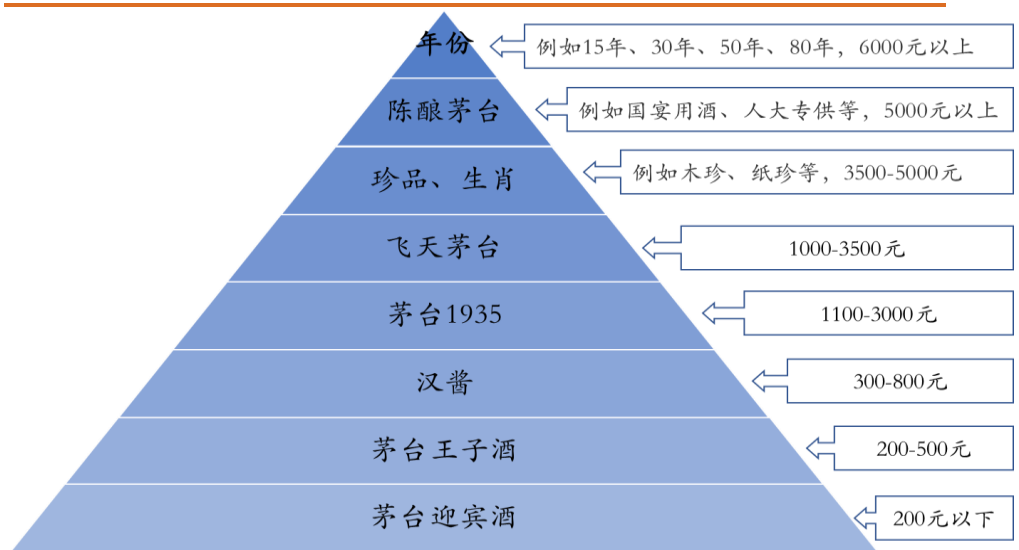 年份
例如15年、30年、50年、80年，6000元以上
陈酿茅台
例如国宴用酒、人大专供等，5000元以上
珍品、生肖
例如木珍、纸珍等，3500-5000元
飞天茅台
1000-3500元
茅台1935
1100-3000元
汉酱
300-800元
茅台王子酒
200-500元
茅台迎宾酒
200元以下